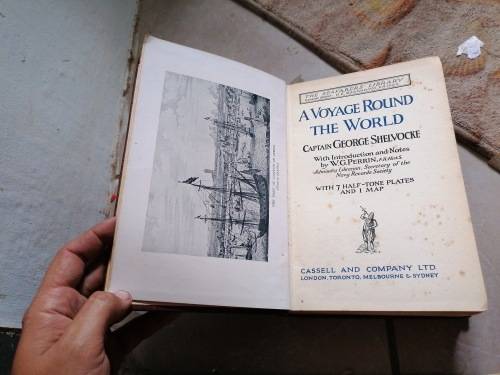 THE SEAFARERS' LIBRARY
A VOYAGE ROUND
THE WORLD
CAPTAIN GEORGE SHELVOCKE
With Introduction and Notes
by W.G. PERRIN,
Admiralty Librarian, Secretary of the
Navy Records Society
WITH 7 HALF-TONE PLATES
AND 1 MAP
CASSELL AND COMPANY LTD
LONDON, TORONTO, MELBOURNE & SYDNEY